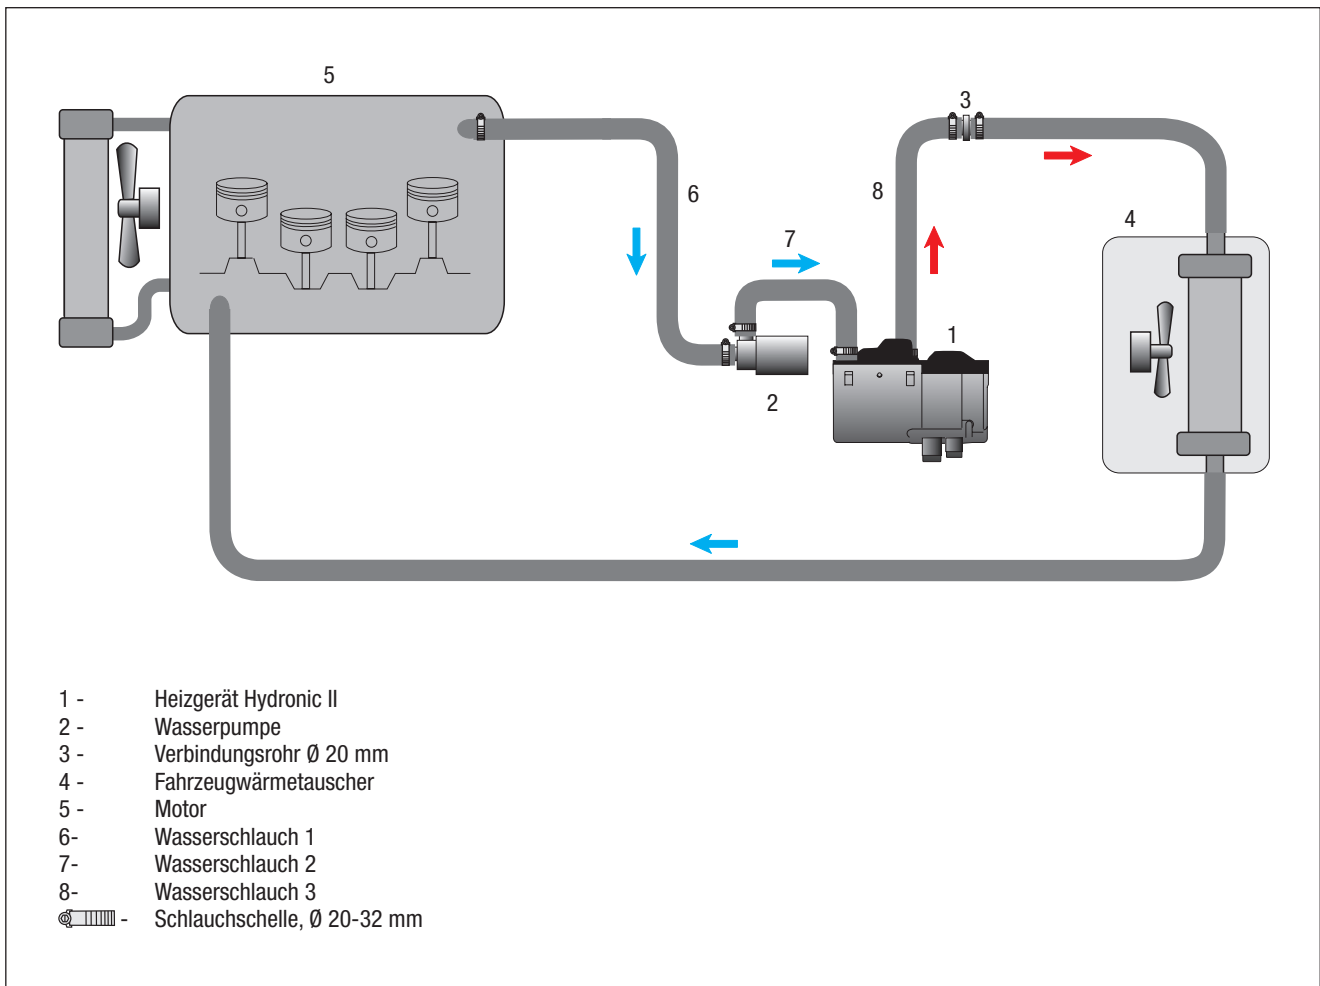 5
3
6
8
7
4
1
2
1 - Heizgerät Hydronic II
2 - Wasserpumpe
3 - Verbindungsrohr Ø 20 mm
4 - Fahrzeugwärmetauscher
5 - Motor
6- Wasserschlauch 1
7- Wasserschlauch 2
8- Wasserschlauch 3
- Schlauchschelle, Ø 20-32 mm